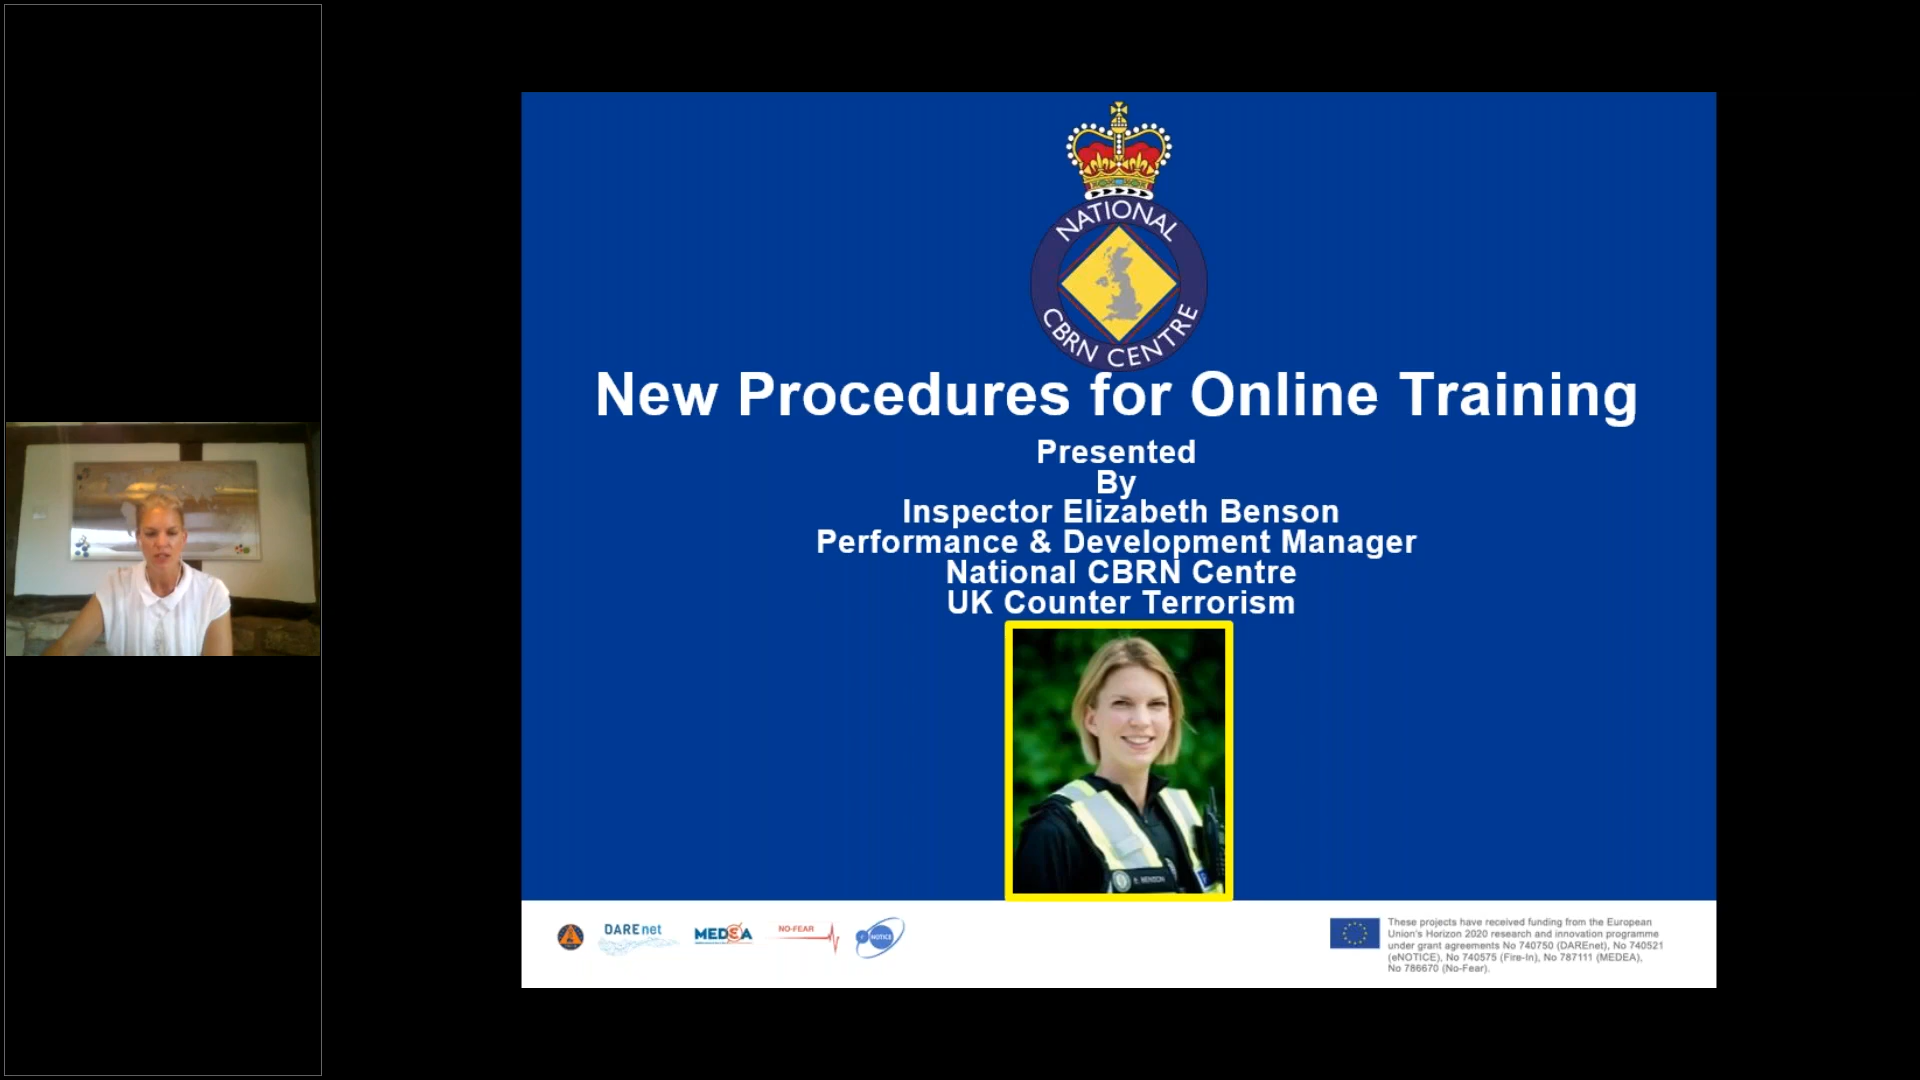 NATIONAL
CBRN CENTRE
New Procedures for Online Training
Presented
By
Inspector Elizabeth Benson
Performance & Development Manager
National CBRN Centre
UK Counter Terrorism
BENSON
DAREnet
MEDEA
NO-FEAR
NOTICE
These projects have received funding from the European
Union's Horizon 2020 research and innovation programme
under grant agreements No 740750 (DAREnet), No 740521
(eNOTICE), No 740575 (Fire-In), No 787111 (MEDEA),
No 786670 (No-Fear).